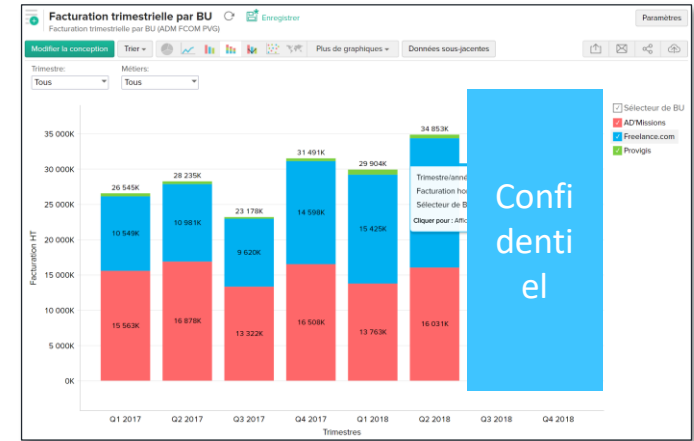 Facturation trimestrielle par BU
Enregistrer
Facturation trimestrielle par BU (ADM FCOM PVG)
Paramètres
Modifier la conception
Trier
Plus de graphiques
Données sous-jacentes
Trimestre:
Métiers:
Tous
Tous
Sélecteur de BU
AD'Missions
Freelance.com
Provigis
34 853K
35 000K
31 491K
29 904K
30 000K
28 235K
26 545K
Trimestre/anné
Facturation hor
Sélecteur de B
Cliquer pour : Affic
Confi
denti
el
25 000K
23 178K
20 000K
15 000K
10 000K
5 000K
0K
10 549K
10 981K
9 620K
14 598K
15 425K
15 563K
16 878K
13 322K
16 508K
13 763K
16 031K
Facturation HT
Q1 2017
Q2 2017
Q3 2017
Q4 2017
Q1 2018
Q2 2018
Q3 2018
Q4 2018
Trimestres